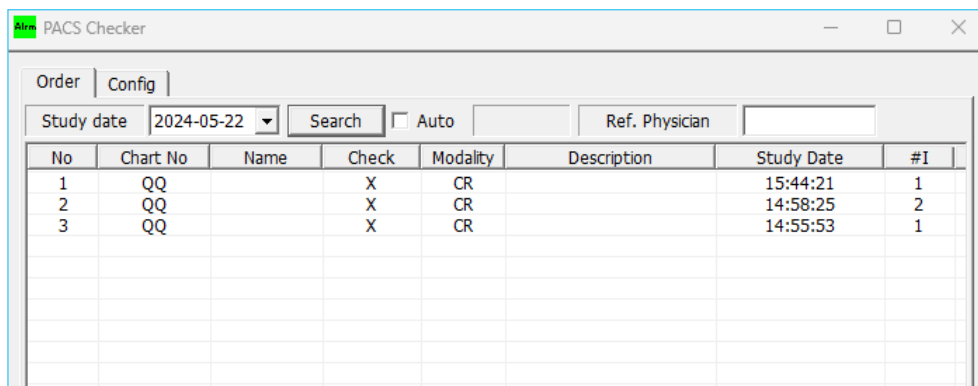 Alrm PACS Checker
Order Config
Study date 2024-05-22 Search Auto Ref. Physician
No Chart No Name Check Modality Description Study Date #I
1 QQ X CR 15:44:21 1
2 QQ X CR 14:58:25 2
3 QQ X CR 14:55:53 1